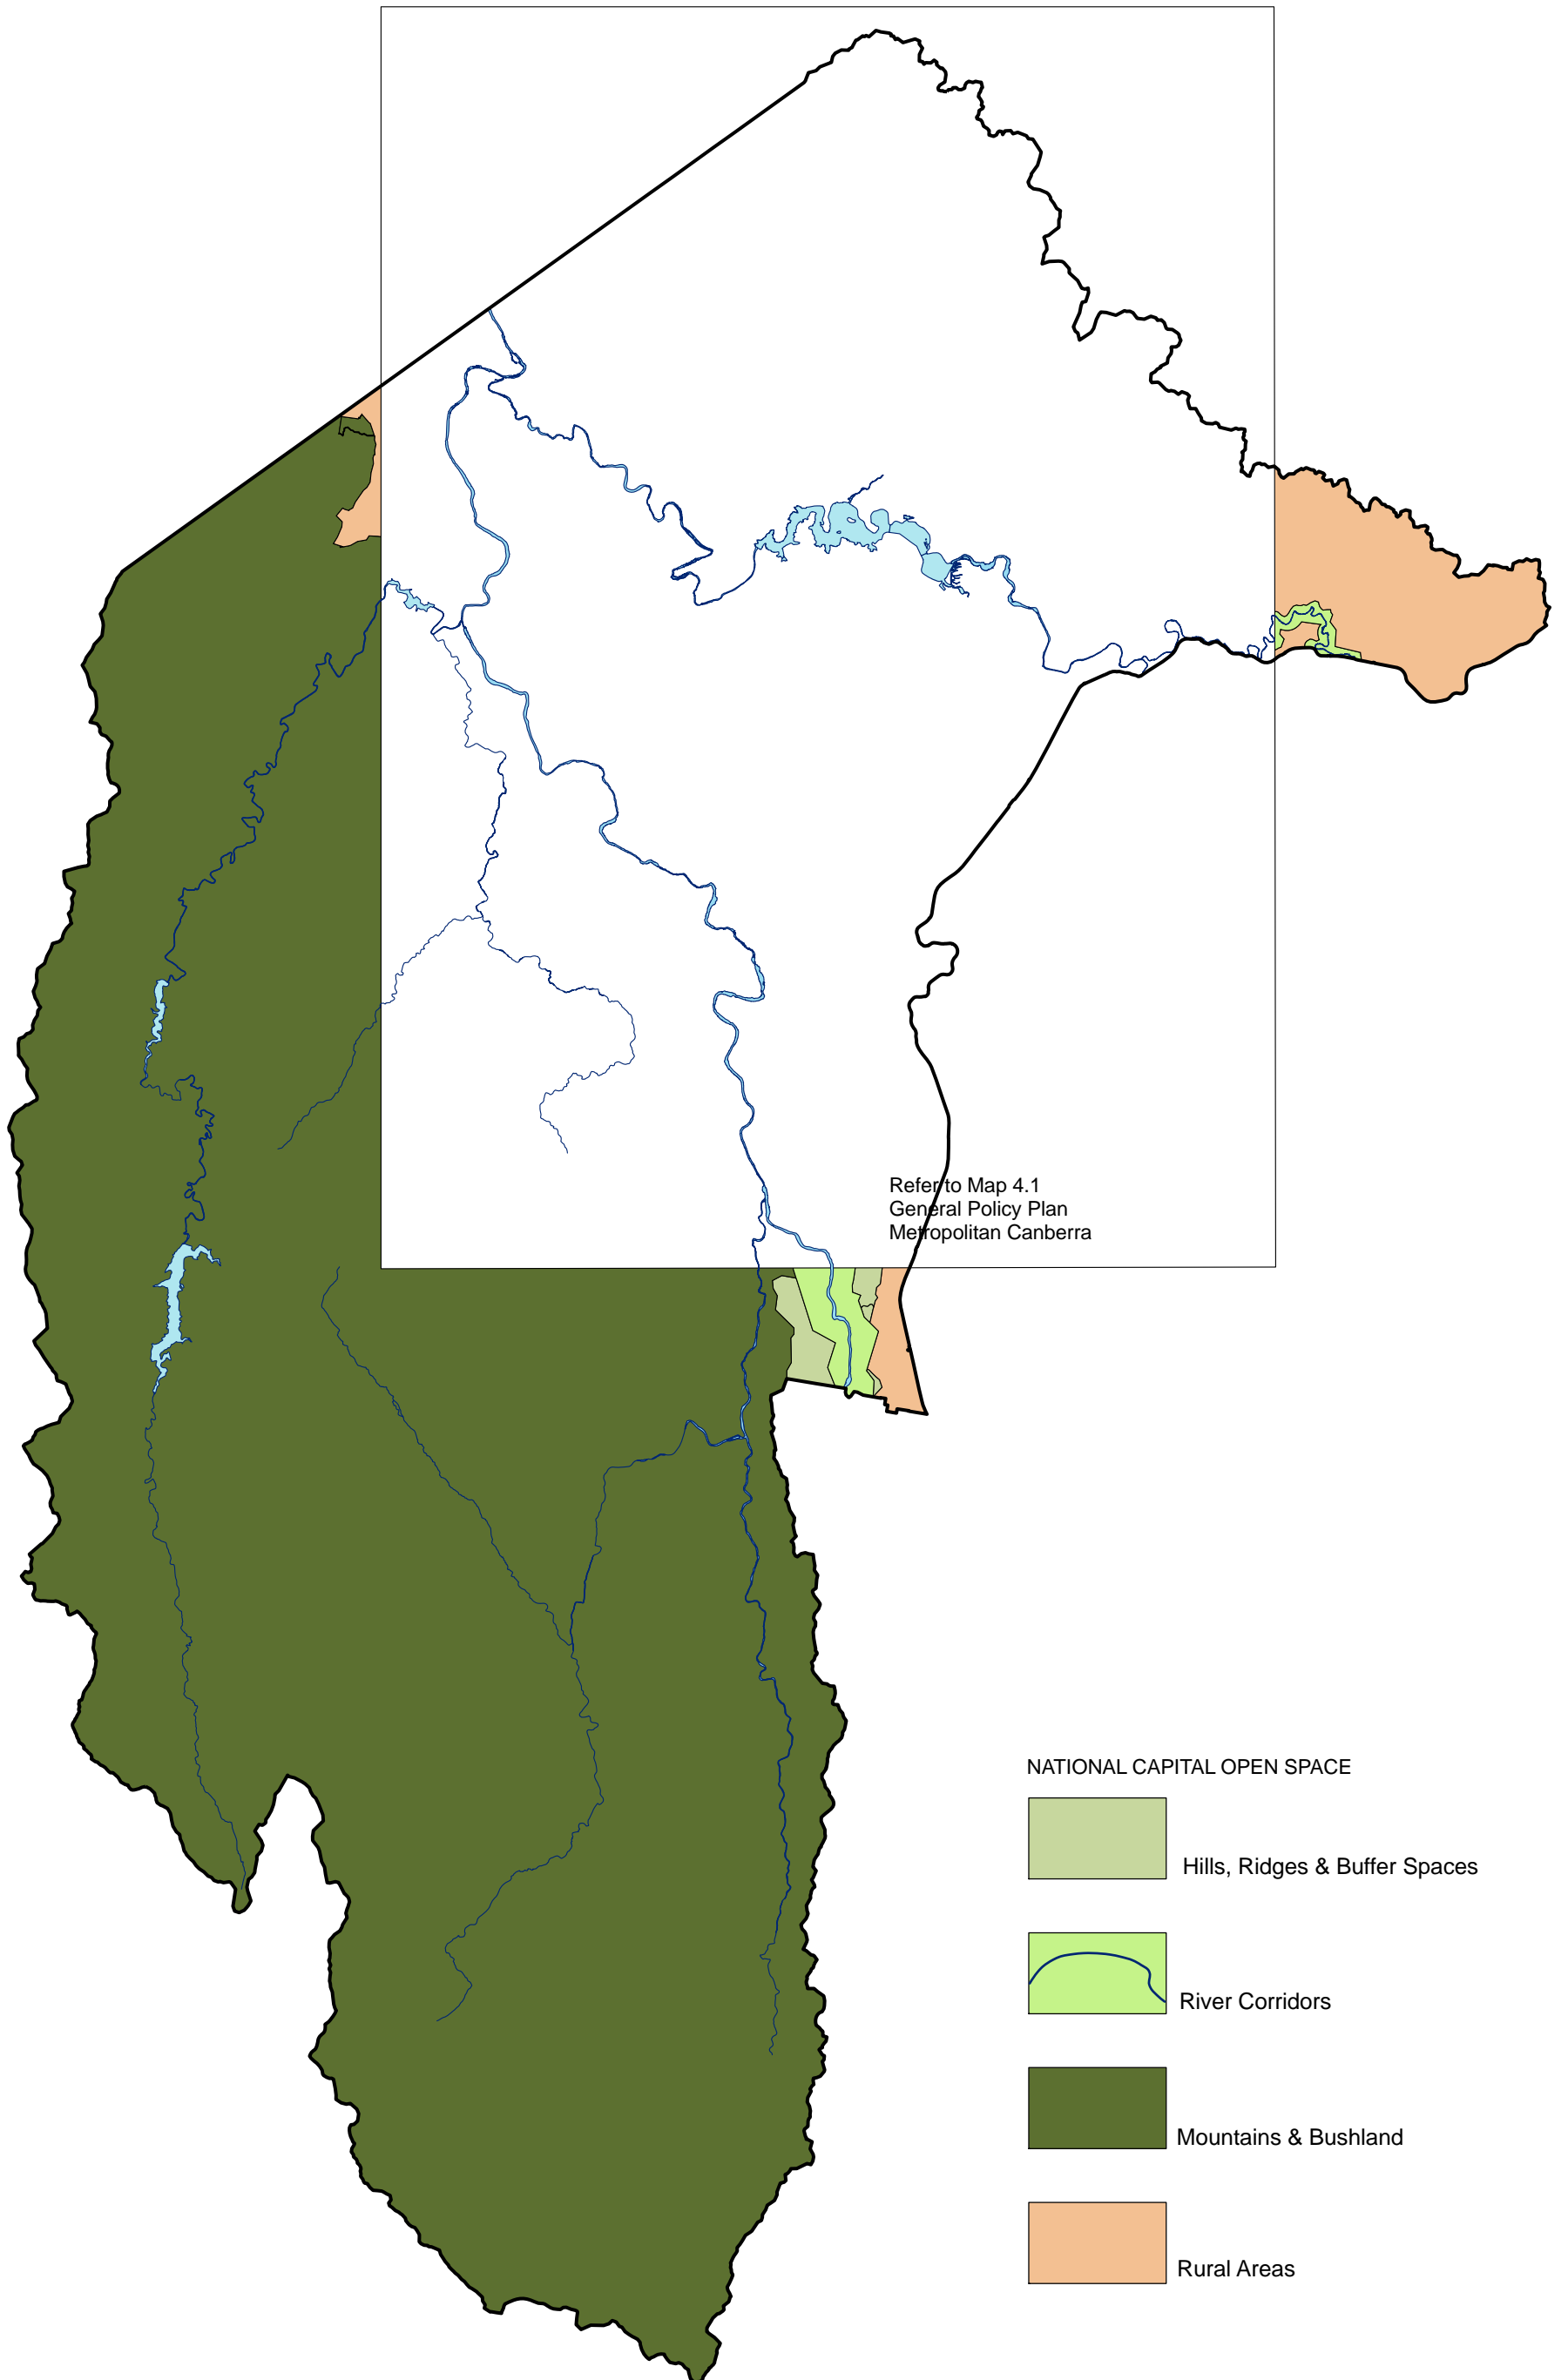 Refer to Map 4.1
General Policy Plan
Metropolitan Canberra
NATIONAL CAPITAL OPEN SPACE
Hills, Ridges & Buffer Spaces
River Corridors
Mountains & Bushland
Rural Areas